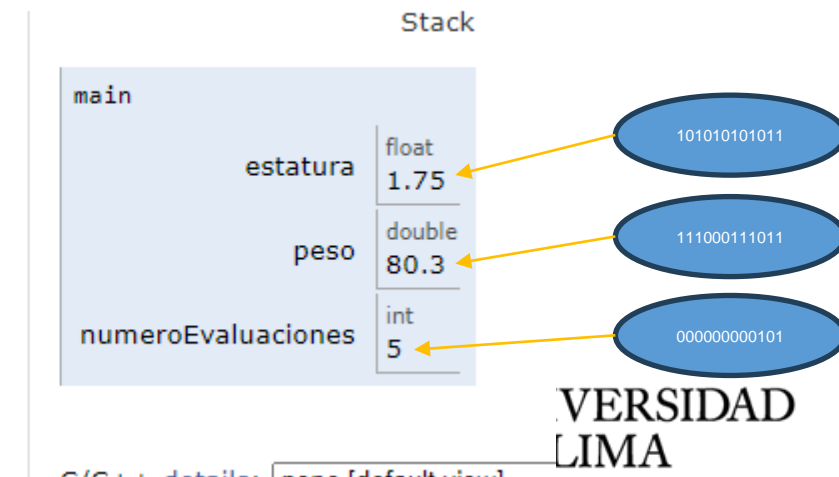 Stack
main
estatura
float
1.75
101010101011
peso
double
80.3
111000111011
numeroEvaluaciones
int
5
000000000101
VERSIDAD
LIMA